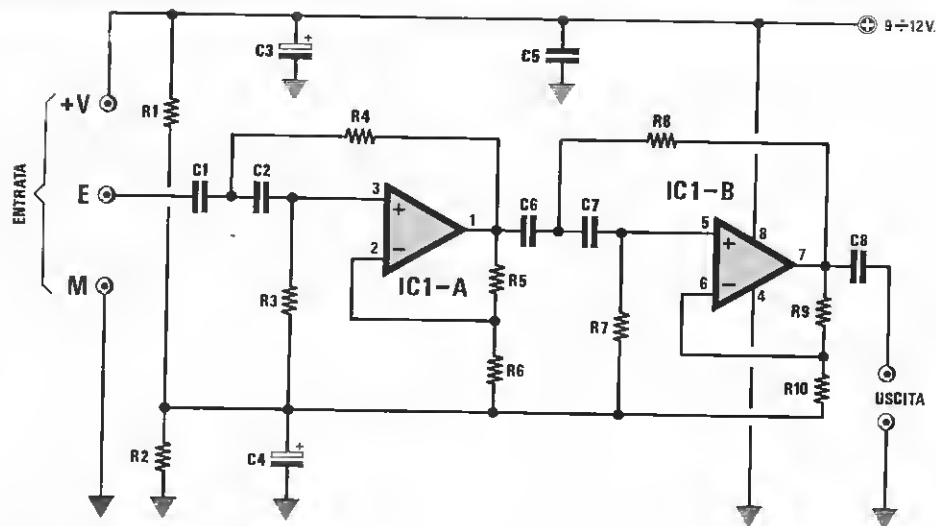 9÷12V.
C3
C5
+V
R1
R4
R8
ENTRATA
E
C1
C2
3
+
1
2
−
IC1-A
C6
C7
IC1-B
5
+
8
7
6
−
4
C8
M
R3
R5
R7
R9
R6
R10
USCITA
R2
C4
+